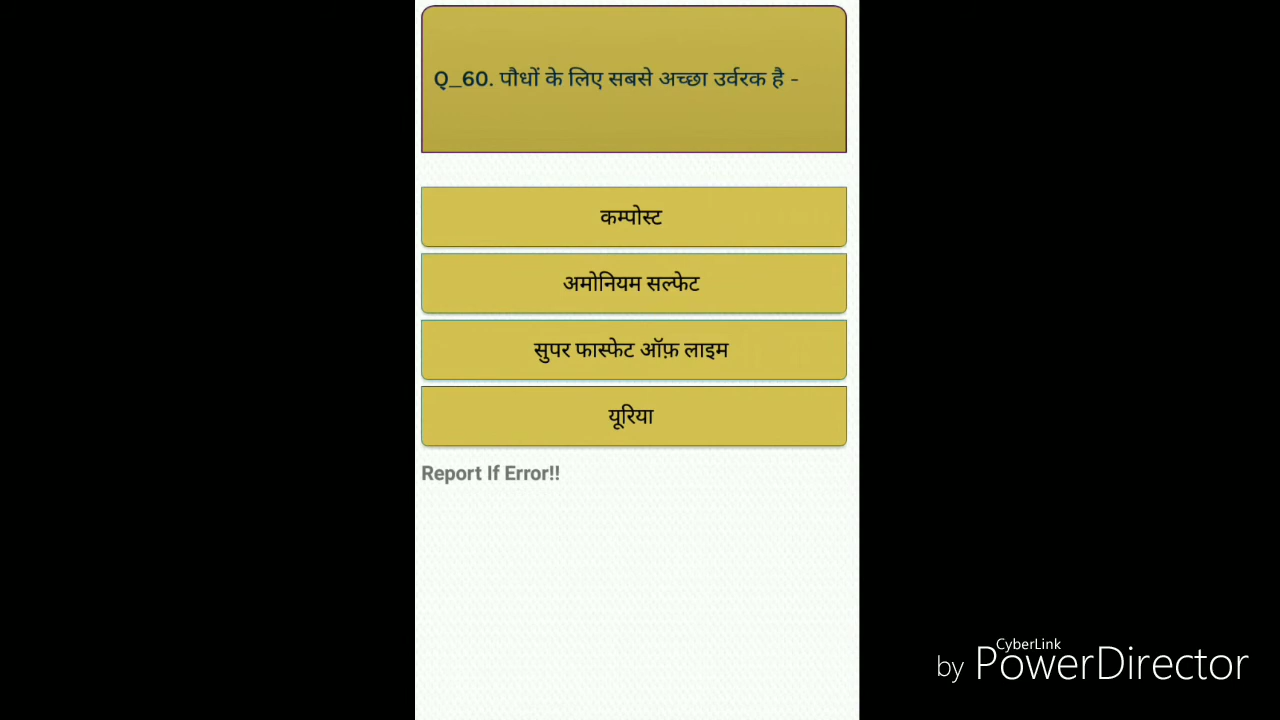 Q_60. पौधों के लिए सबसे अच्छा उर्वरक है -
कम्पोस्ट
अमोनियम सल्फेट
सुपर फास्फेट ऑफ़ लाइम
यूरिया
Report If Error!!
CyberLink
by PowerDirector